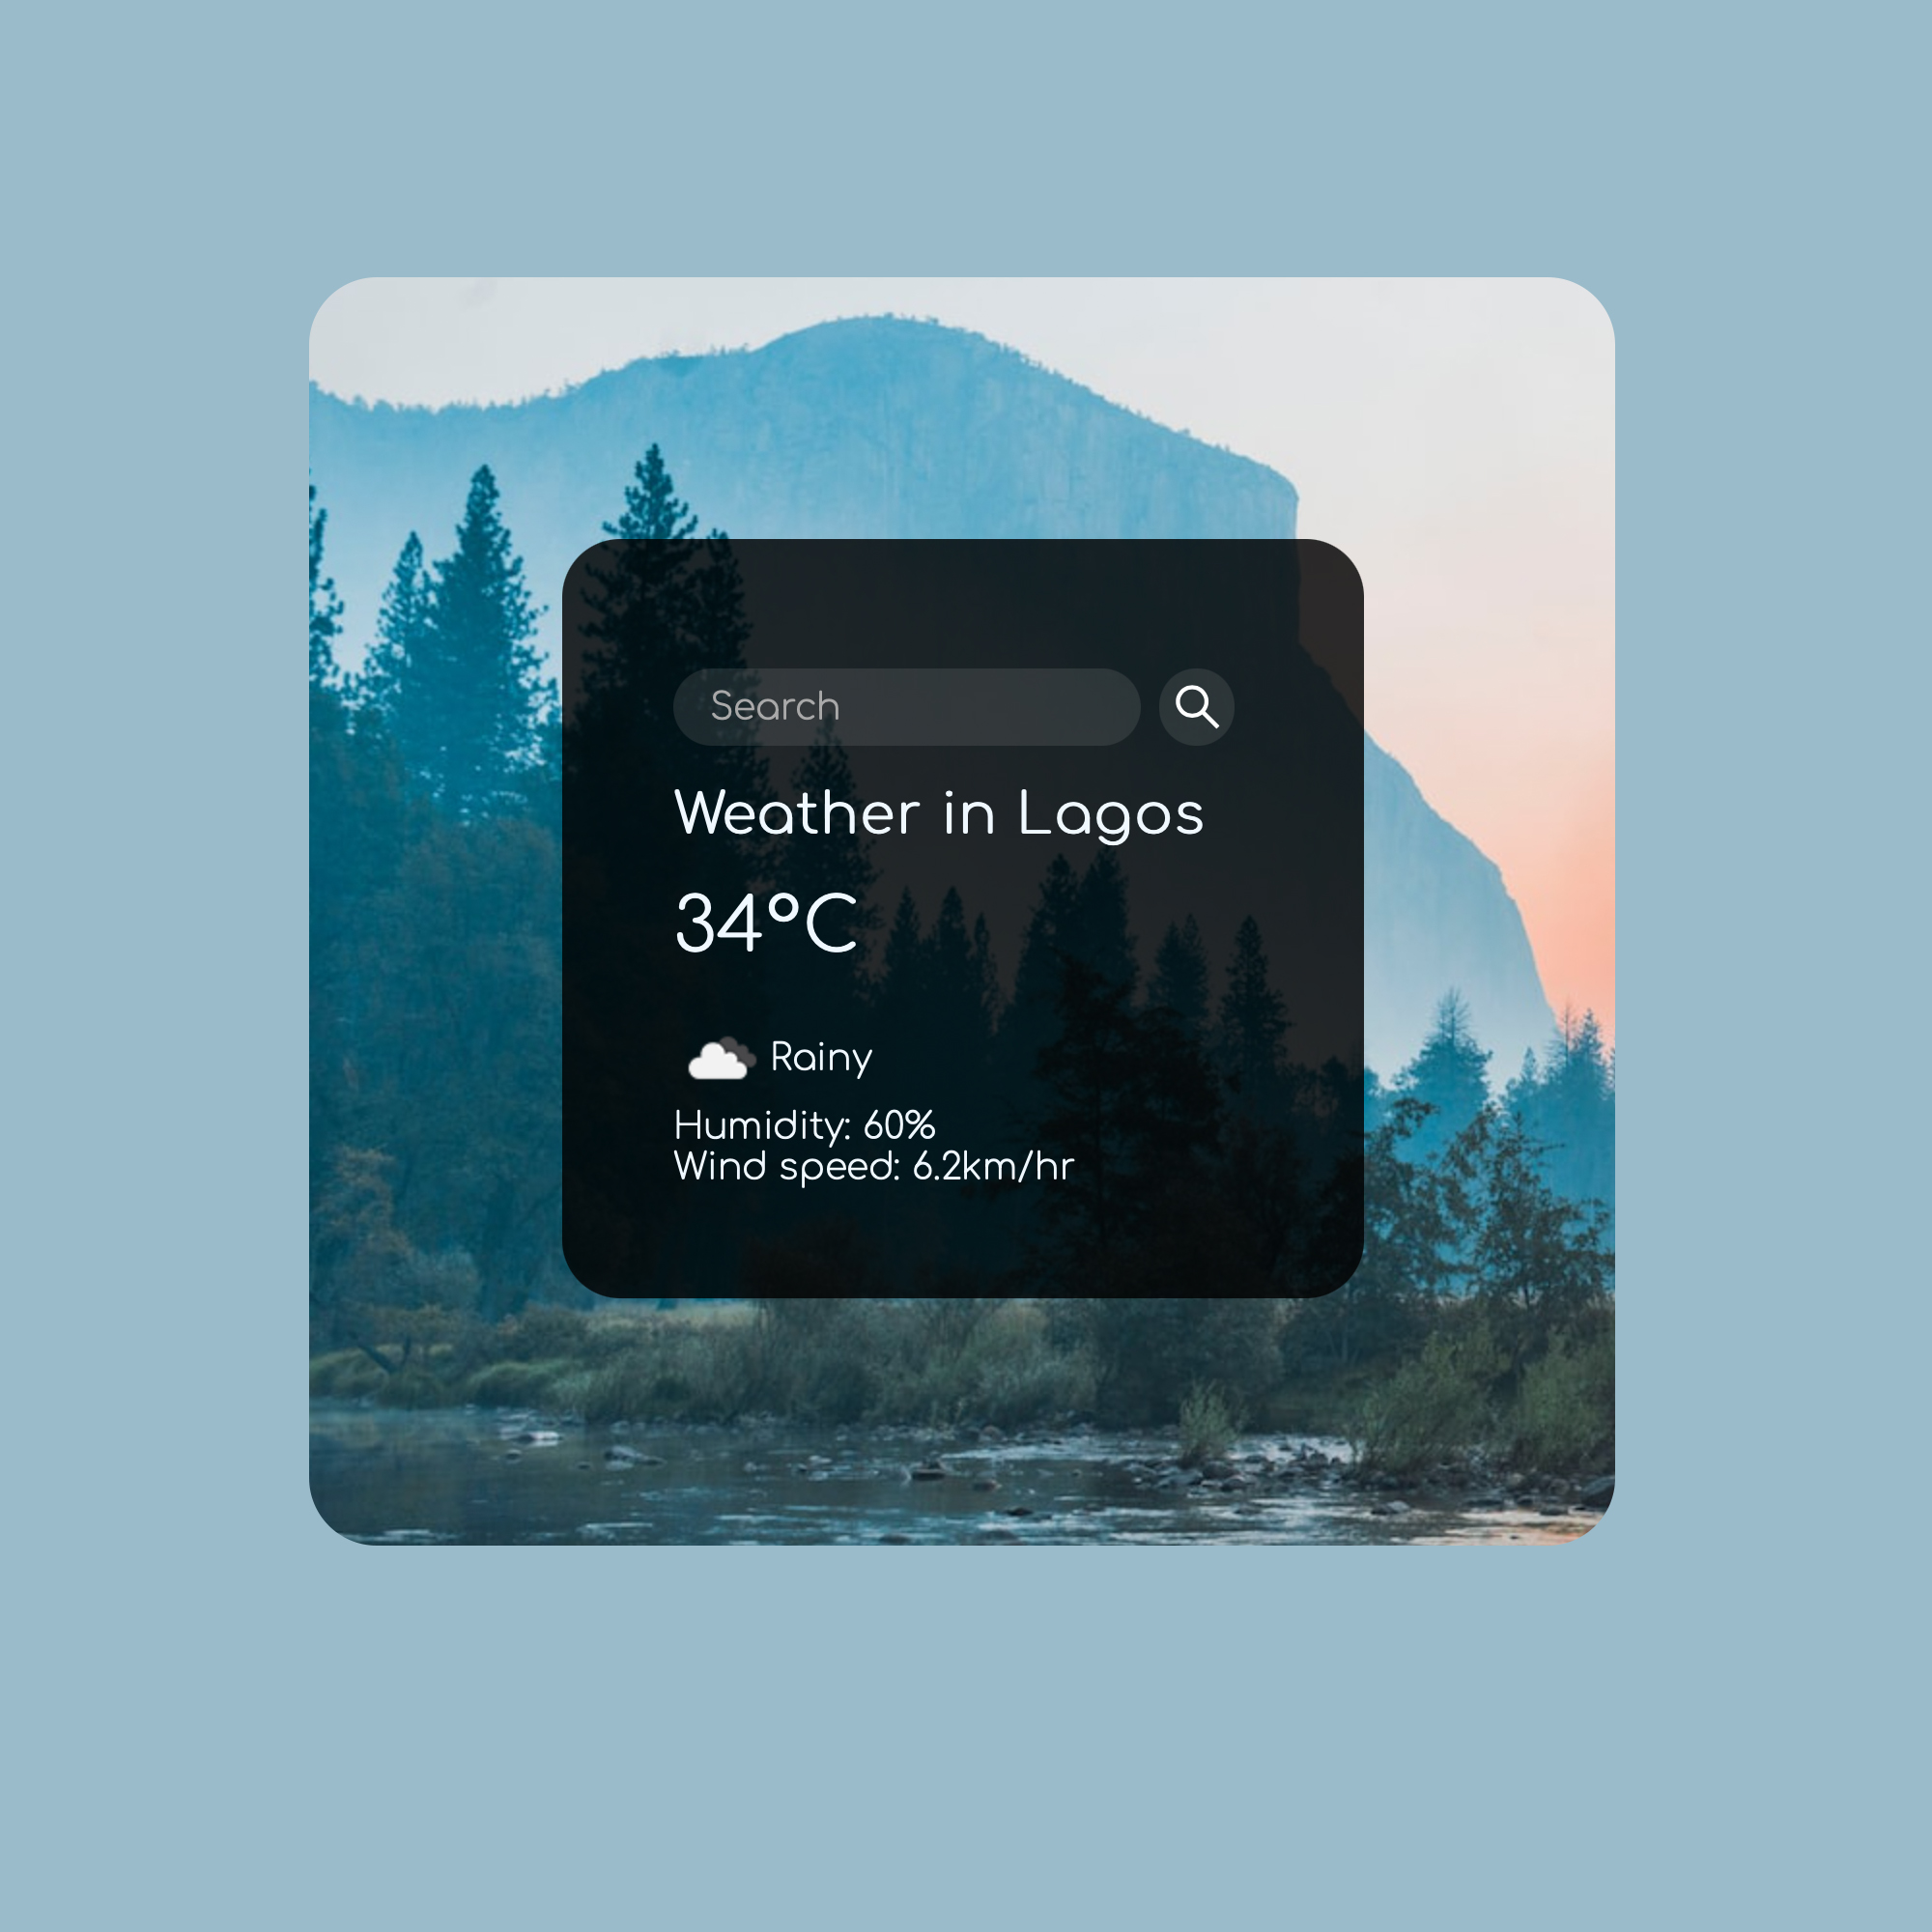 Search
Weather in Lagos
34°C
Rainy
Humidity: 60%
Wind speed: 6.2km/hr